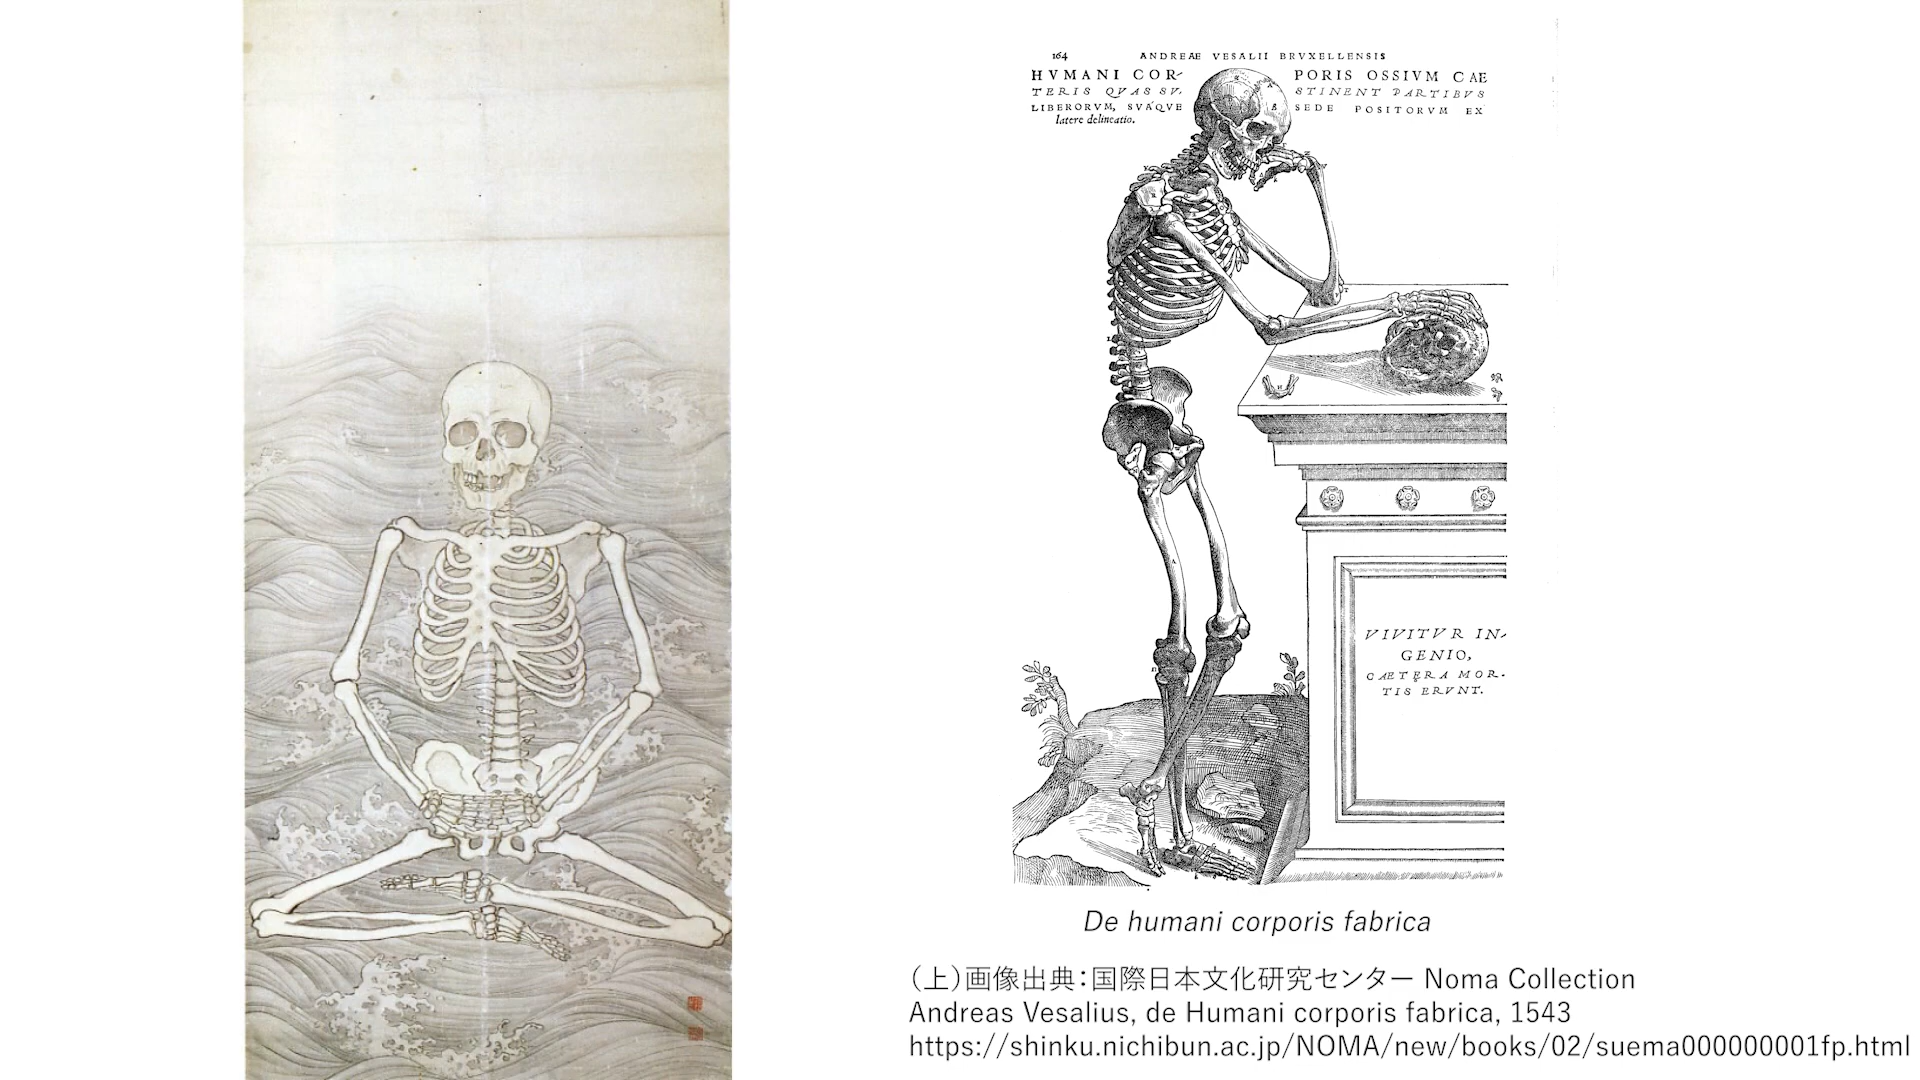 164 ANDREAE VESALII BRVXELLENSIS
HVMANI COR- PORIS OSSIVM CAE
TERIS QVAS SV- STINENT PARTIBVS
LIBERORVM, SVAQVE SEDE POSITORVM EX
latere delineatio.
VIVITVR IN-
GENIO,
CAETERA MOR-
TIS ERVNT.
De humani corporis fabrica
（上）画像出典：国際日本文化研究センター Noma Collection
Andreas Vesalius, de Humani corporis fabrica, 1543
https://shinku.nichibun.ac.jp/NOMA/new/books/02/suema000000001fp.html